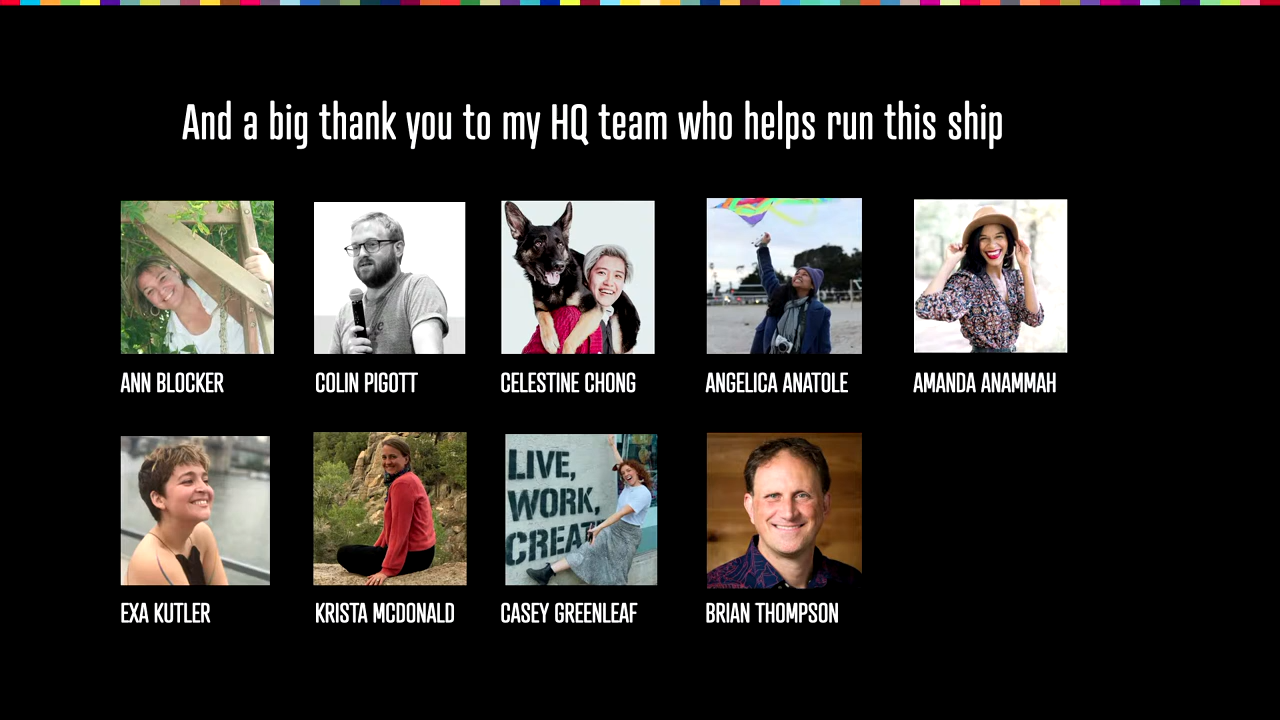 And a big thank you to my HQ team who helps run this ship
ANN BLOCKER
COLIN PIGOTT
CELESTINE CHONG
ANGELICA ANATOLE
AMANDA ANAMMAH
LIVE,
WORK,
CREAT
EXA KUTLER
KRISTA MCDONALD
CASEY GREENLEAF
BRIAN THOMPSON